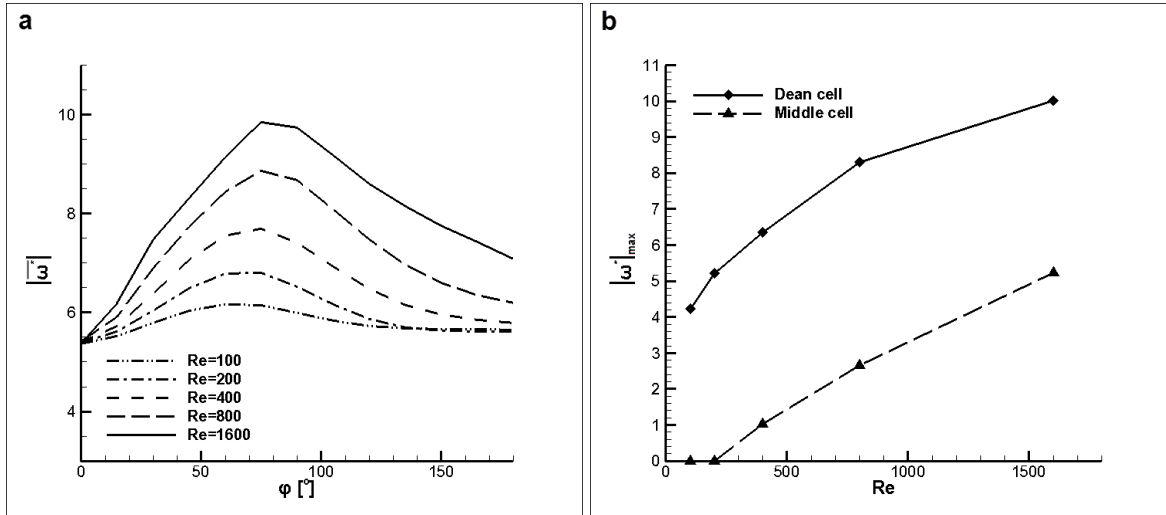 a
10
8
6
4
|ω̅*|
Re=100
Re=200
Re=400
Re=800
Re=1600
0
50
100
150
φ [°]
b
11
10
9
8
7
6
5
4
3
2
1
0
|ω*|max
Dean cell
Middle cell
0
500
1000
1500
Re